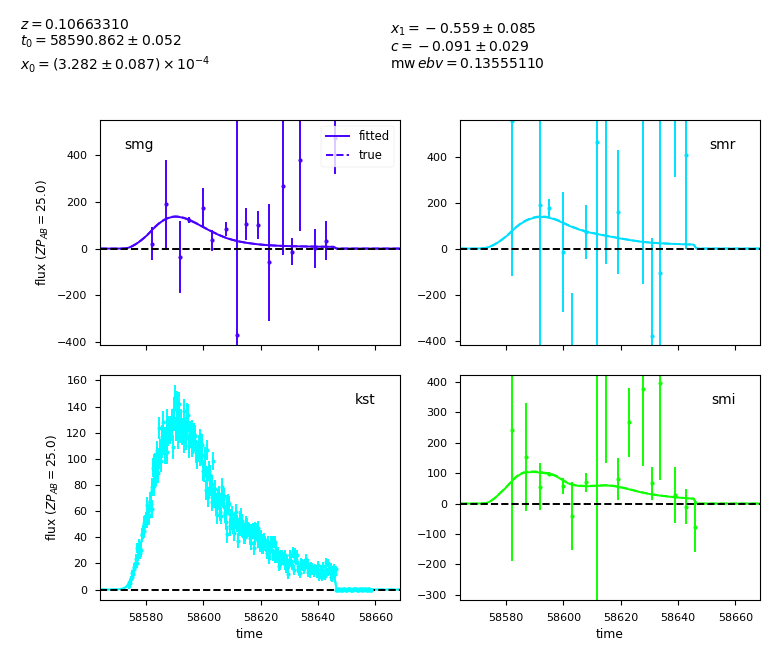 z = 0.10663310
t₀ = 58590.862 ± 0.052
x₀ = (3.282 ± 0.087) × 10⁻⁴
x₁ = −0.559 ± 0.085
c = −0.091 ± 0.029
mw ebv = 0.13555110
smg
fitted
true
400
200
0
−200
−400
flux (ZP_AB = 25.0)
smr
400
200
0
−200
−400
kst
160
140
120
100
80
60
40
20
0
flux (ZP_AB = 25.0)
58580 58600 58620 58640 58660
time
smi
400
300
200
100
0
−100
−200
−300
58580 58600 58620 58640 58660
time